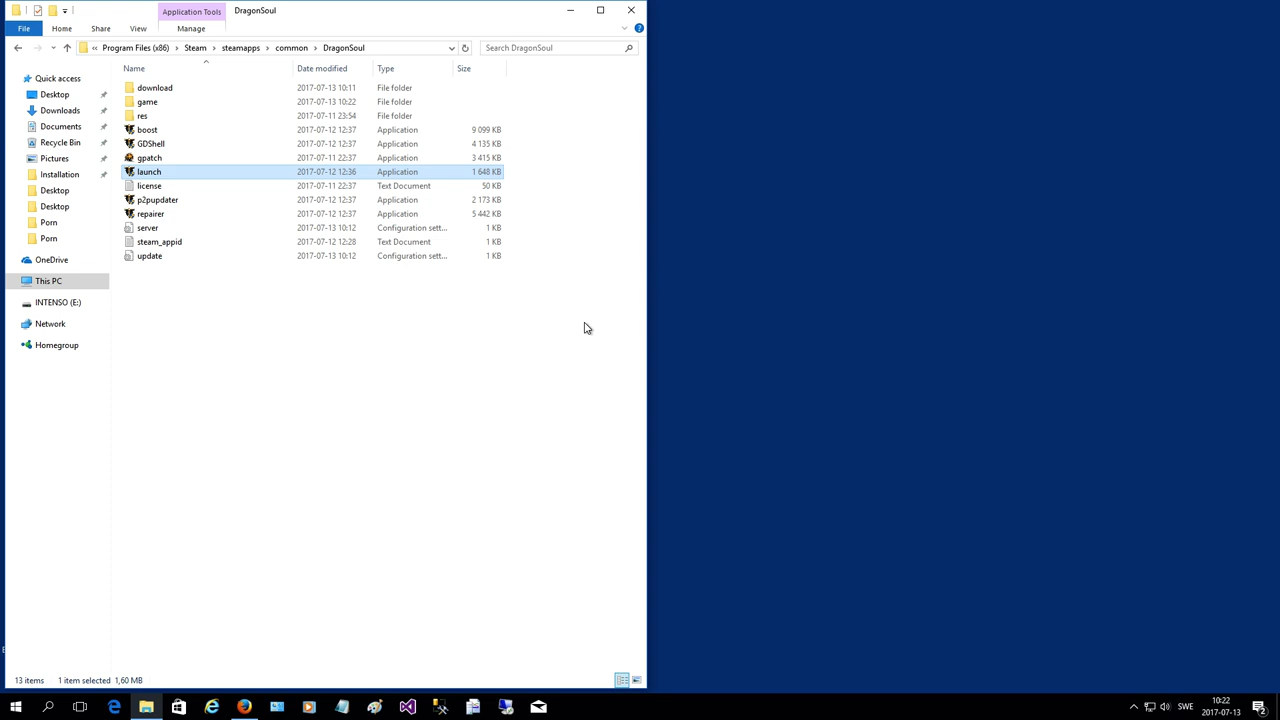 Application Tools
DragonSoul
File
Home
Share
View
Manage
« Program Files (x86) › Steam › steamapps › common › DragonSoul
Search DragonSoul
Name
Date modified
Type
Size
Quick access
Desktop
Downloads
Documents
Recycle Bin
Pictures
Installation
Desktop
Desktop
Porn
Porn
OneDrive
This PC
INTENSO (E:)
Network
Homegroup
download 2017-07-13 10:11 File folder
game 2017-07-13 10:22 File folder
res 2017-07-11 23:54 File folder
boost 2017-07-12 12:37 Application 9 099 KB
GDShell 2017-07-12 12:37 Application 4 135 KB
gpatch 2017-07-11 22:37 Application 3 415 KB
launch 2017-07-12 12:36 Application 1 648 KB
license 2017-07-11 22:37 Text Document 50 KB
p2pupdater 2017-07-12 12:37 Application 2 173 KB
repairer 2017-07-12 12:37 Application 5 442 KB
server 2017-07-13 10:12 Configuration sett... 1 KB
steam_appid 2017-07-12 12:28 Text Document 1 KB
update 2017-07-13 10:12 Configuration sett... 1 KB
13 items 1 item selected 1,60 MB
SWE
10:22
2017-07-13